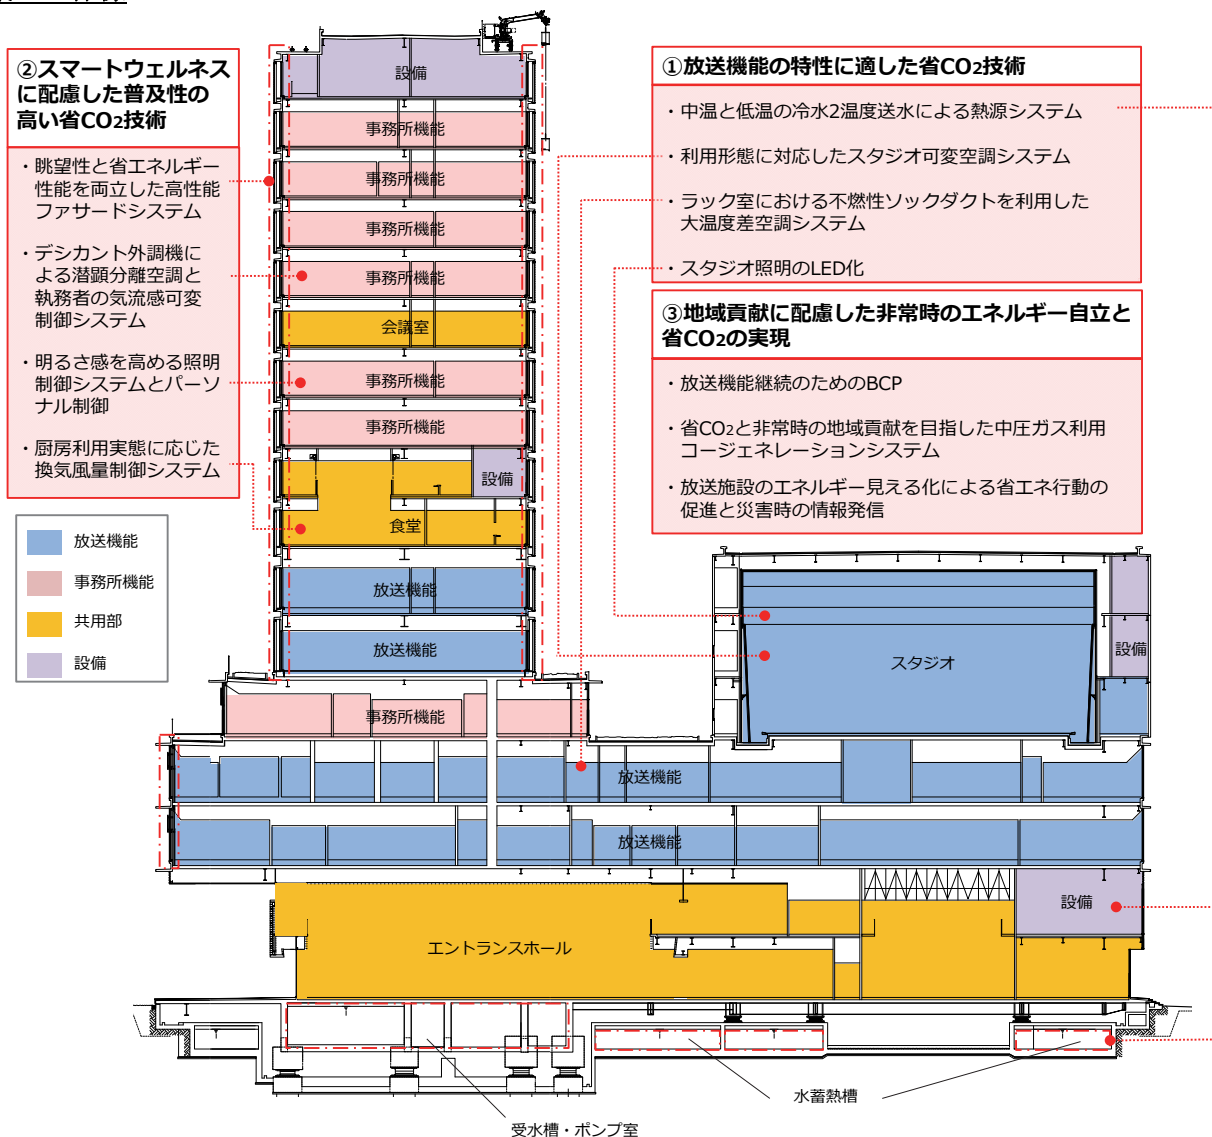 ②スマートウェルネス
に配慮した普及性の
高い省CO2技術
・眺望性と省エネルギー
性能を両立した高性能
ファサードシステム
・デシカント外調機に
よる潜顕分離空調と
執務者の気流感可変
制御システム
・明るさ感を高める照明
制御システムとパーソ
ナル制御
・厨房利用実態に応じた
換気風量制御システム
放送機能
事務所機能
共用部
設備
①放送機能の特性に適した省CO2技術
・中温と低温の冷水2温度送水による熱源システム
・利用形態に対応したスタジオ可変空調システム
・ラック室における不燃性ソックダクトを利用した
大温度差空調システム
・スタジオ照明のLED化
③地域貢献に配慮した非常時のエネルギー自立と
省CO2の実現
・放送機能継続のためのBCP
・省CO2と非常時の地域貢献を目指した中圧ガス利用
コージェネレーションシステム
・放送施設のエネルギー見える化による省エネ行動の
促進と災害時の情報発信
設備
事務所機能
事務所機能
事務所機能
事務所機能
会議室
事務所機能
事務所機能
設備
食堂
放送機能
放送機能
スタジオ
設備
事務所機能
放送機能
放送機能
設備
エントランスホール
水蓄熱槽
受水槽・ポンプ室